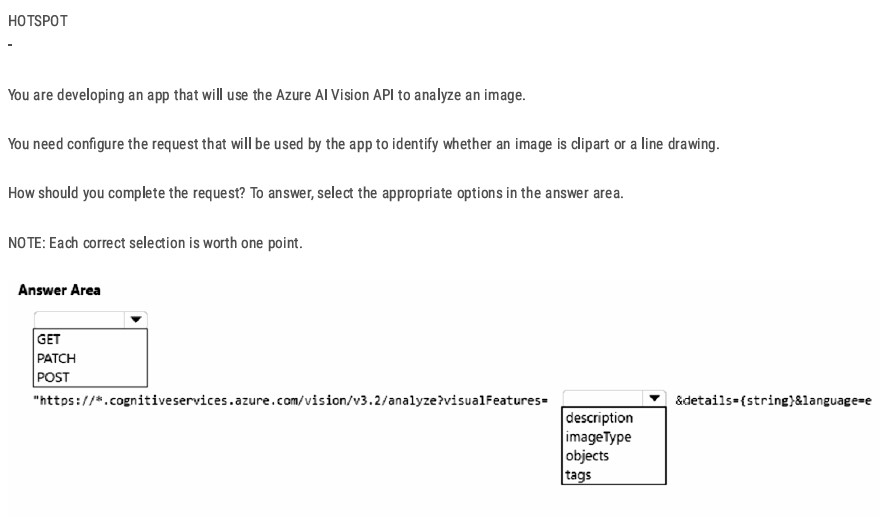 HOTSPOT
-
You are developing an app that will use the Azure AI Vision API to analyze an image.
You need configure the request that will be used by the app to identify whether an image is clipart or a line drawing.
How should you complete the request? To answer, select the appropriate options in the answer area.
NOTE: Each correct selection is worth one point.
Answer Area
GET
PATCH
POST
"https://*.cognitiveservices.azure.com/vision/v3.2/analyze?visualFeatures= &details={string}&language=e
description
imageType
objects
tags